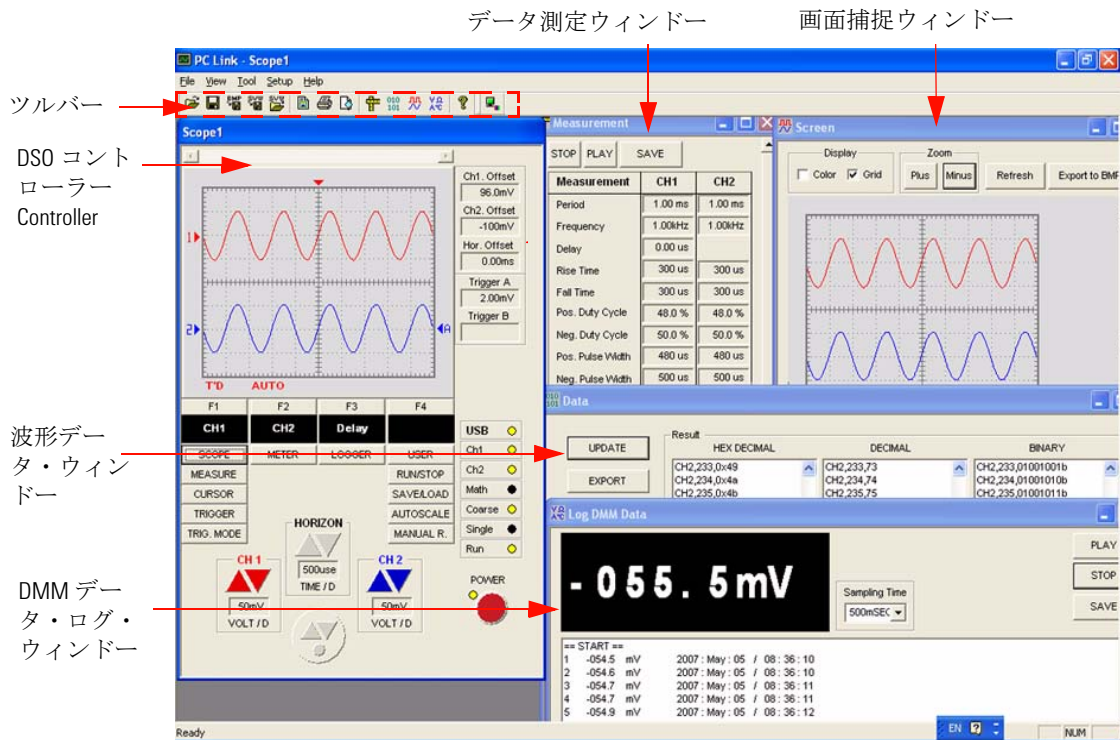 データ測定ウィンドー
画面捕捉ウィンドー
ツルバー
DSO コント
ローラー
Controller
波形デー
タ・ウィン
ドー
DMM デー
タ・ログ・
ウィンドー
PC Link - Scope1
File View Tool Setup Help
Scope1
Ch1. Offset
96.0mV
Ch2. Offset
-100mV
Hor. Offset
0.00ms
Trigger A
2.00mV
Trigger B
1
2
A
T'D AUTO
F1 F2 F3 F4
CH1 CH2 Delay
SCOPE METER LOGGER USER
MEASURE RUN/STOP
CURSOR SAVE/LOAD
TRIGGER AUTOSCALE
TRIG. MODE MANUAL R.
USB
Ch1
Ch2
Math
Coarse
Single
Run
HORIZON
500use
TIME / D
CH 1
50mV
VOLT / D
CH 2
50mV
VOLT / D
POWER
Measurement
STOP PLAY SAVE
Measurement CH1 CH2
Period 1.00 ms 1.00 ms
Frequency 1.00kHz 1.00kHz
Delay 0.00 us
Rise Time 300 us 300 us
Fall Time 300 us 300 us
Pos. Duty Cycle 48.0 % 48.0 %
Neg. Duty Cycle 50.0 % 50.0 %
Pos. Pulse Width 480 us 480 us
Neg. Pulse Width 500 us 500 us
Screen
Display
Color Grid
Zoom
Plus Minus
Refresh
Export to BMP
Data
UPDATE
EXPORT
Result
HEX DECIMAL DECIMAL BINARY
CH2,233,0x49 CH2,233,73 CH2,233,01001001b
CH2,234,0x4a CH2,234,74 CH2,234,01001010b
CH2,235,0x4b CH2,235,75 CH2,235,01001011b
Log DMM Data
-055.5mV
Sampling Time
500mSEC
PLAY
STOP
SAVE
== START ==
1 -054.5 mV 2007 : May : 05 / 08 : 36 : 10
2 -054.6 mV 2007 : May : 05 / 08 : 36 : 10
3 -054.7 mV 2007 : May : 05 / 08 : 36 : 11
4 -054.7 mV 2007 : May : 05 / 08 : 36 : 11
5 -054.9 mV 2007 : May : 05 / 08 : 36 : 12
Ready
EN
NUM